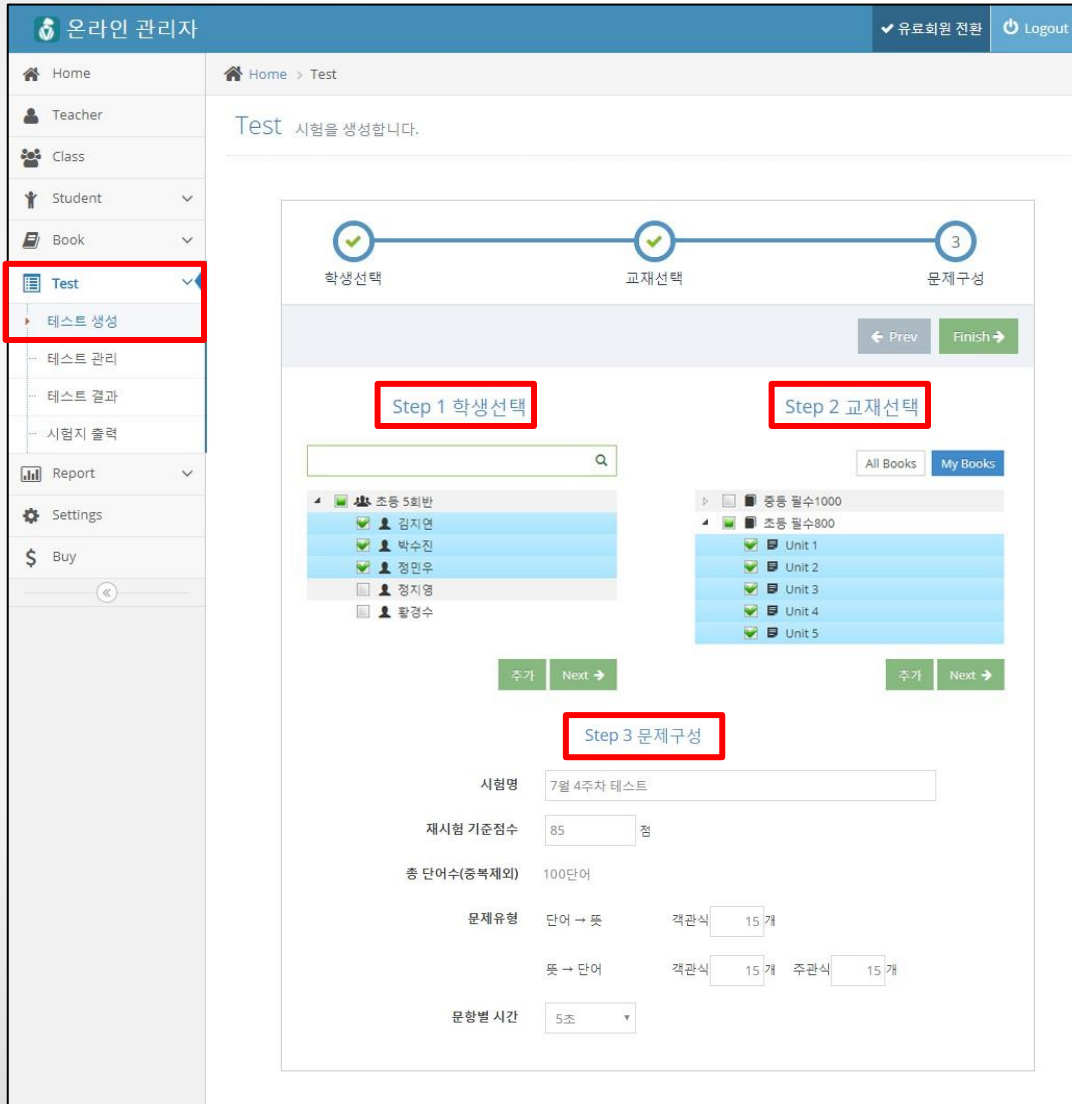 온라인 관리자
✔ 유료회원 전환
Logout
Home
Teacher
Class
Student
Book
Test
테스트 생성
테스트 관리
테스트 결과
시험지 출력
Report
Settings
Buy
Home > Test
Test 시험을 생성합니다.
3
학생선택 교재선택 문제구성
← Prev Finish →
Step 1 학생선택
초등 5회반
김지연
박수진
정민우
정지영
황경수
추가 Next →
Step 2 교재선택
All Books My Books
중등 필수1000
초등 필수800
Unit 1
Unit 2
Unit 3
Unit 4
Unit 5
추가 Next →
Step 3 문제구성
시험명 7월 4주차 테스트
재시험 기준점수 85 점
총 단어수(중복제외) 100단어
문제유형 단어 → 뜻 객관식 15 개
뜻 → 단어 객관식 15 개 주관식 15 개
문항별 시간 5초